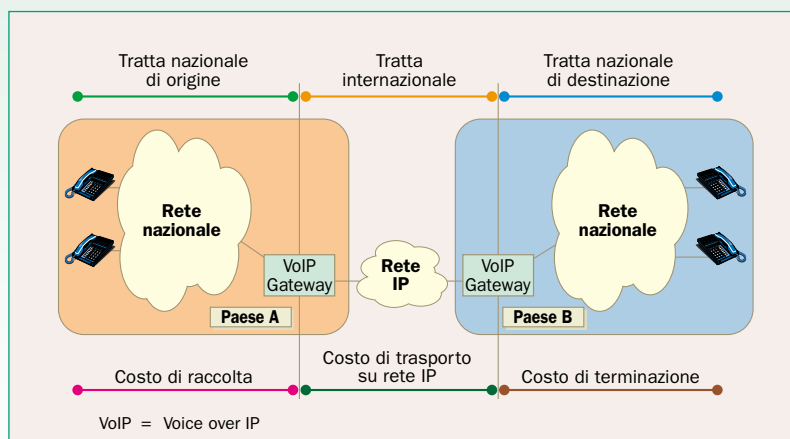 Tratta nazionale
di origine
Tratta
internazionale
Tratta nazionale
di destinazione
Rete
nazionale
VoIP
Gateway
Paese A
Rete
IP
VoIP
Gateway
Paese B
Rete
nazionale
Costo di raccolta
Costo di trasporto
su rete IP
Costo di terminazione
VoIP = Voice over IP